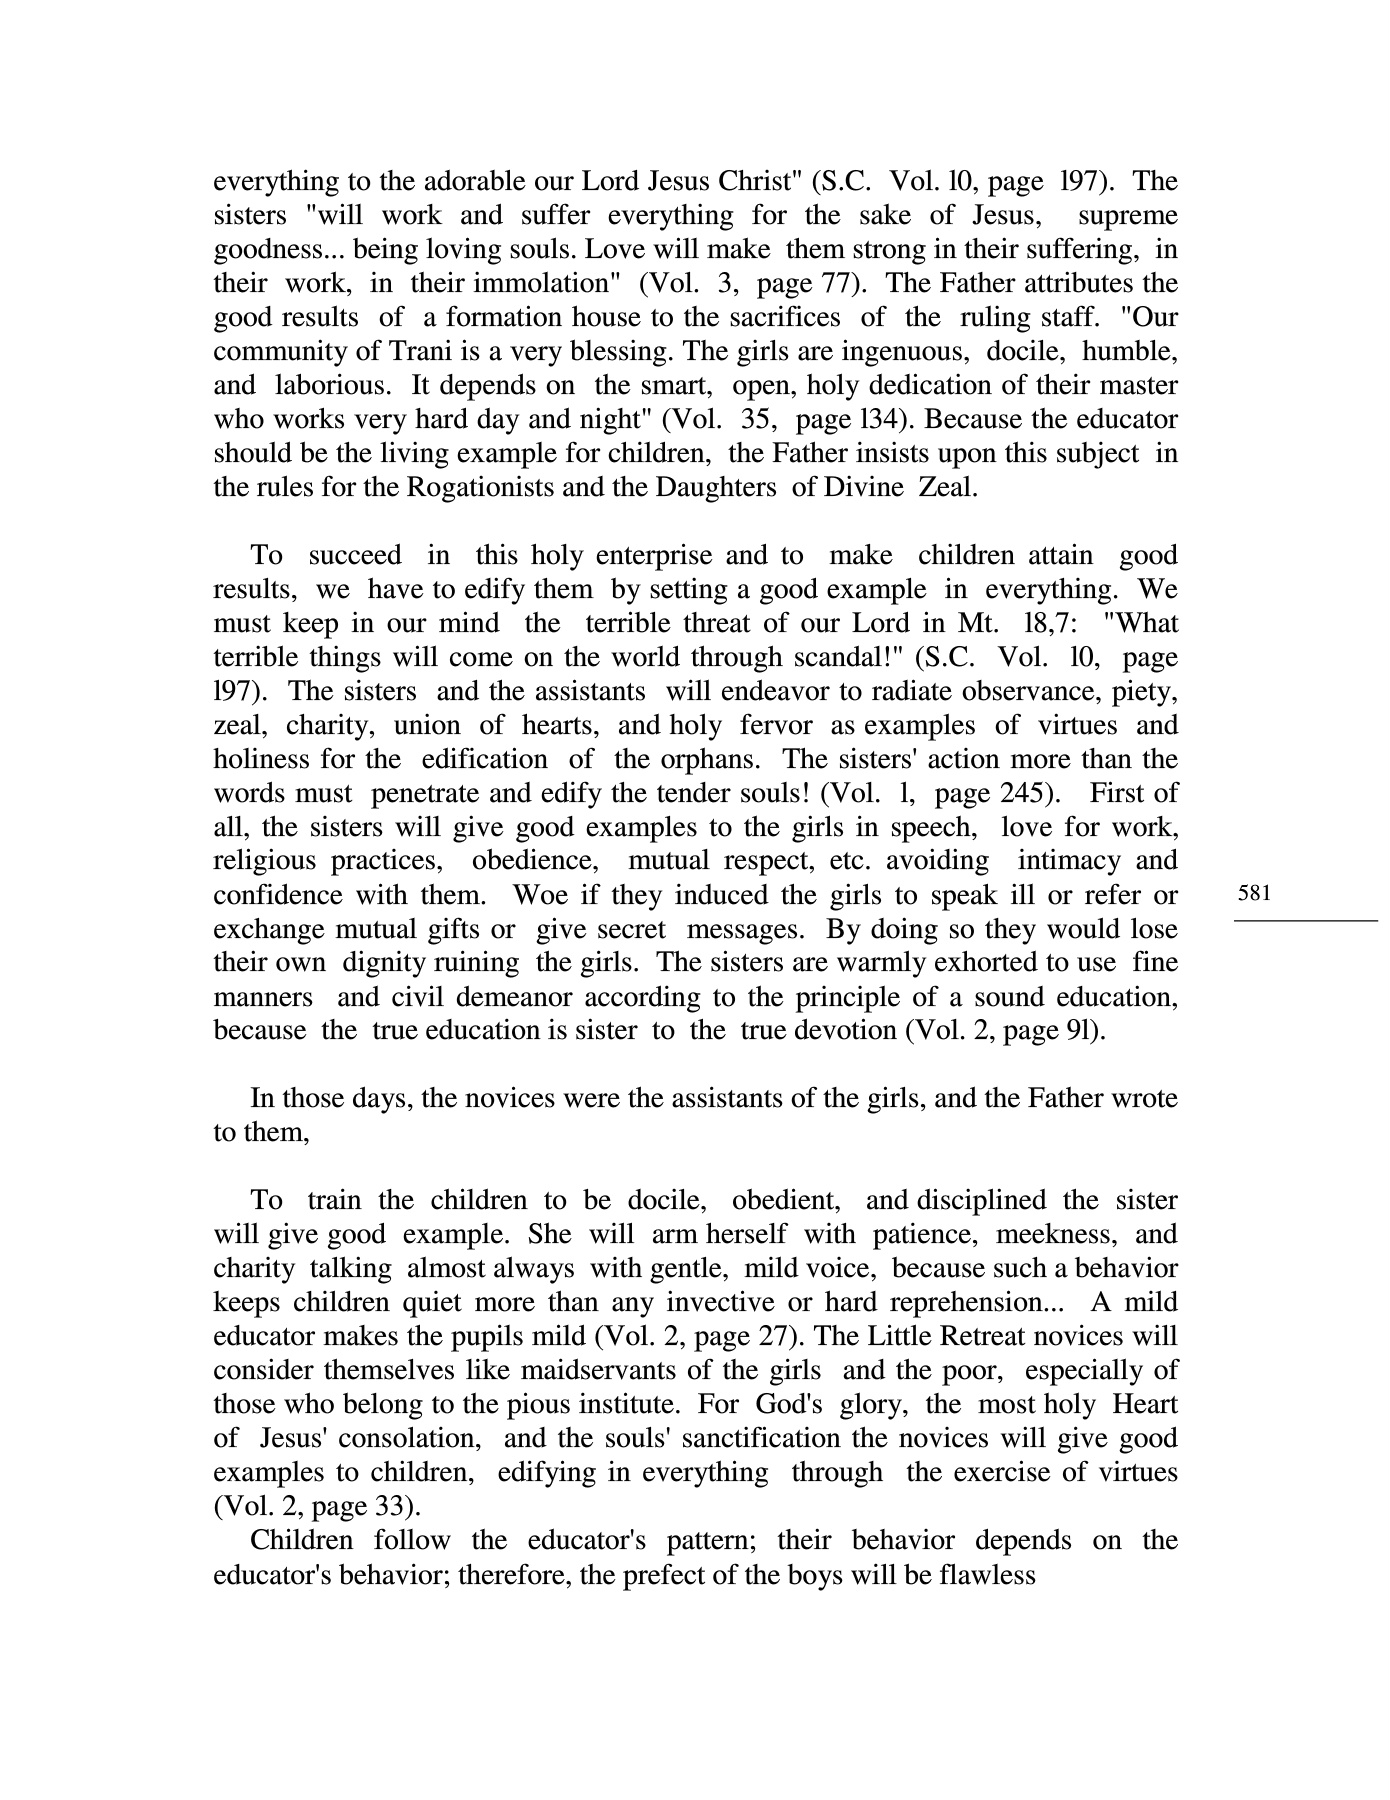 everything to the adorable our Lord Jesus Christ" (S.C. Vol. l0, page l97). The
sisters "will work and suffer everything for the sake of Jesus, supreme
goodness... being loving souls. Love will make them strong in their suffering, in
their work, in their immolation" (Vol. 3, page 77). The Father attributes the
good results of a formation house to the sacrifices of the ruling staff. "Our
community of Trani is a very blessing. The girls are ingenuous, docile, humble,
and laborious. It depends on the smart, open, holy dedication of their master
who works very hard day and night" (Vol. 35, page l34). Because the educator
should be the living example for children, the Father insists upon this subject in
the rules for the Rogationists and the Daughters of Divine Zeal.
To succeed in this holy enterprise and to make children attain good
results, we have to edify them by setting a good example in everything. We
must keep in our mind the terrible threat of our Lord in Mt. l8,7: "What
terrible things will come on the world through scandal!" (S.C. Vol. l0, page
l97). The sisters and the assistants will endeavor to radiate observance, piety,
zeal, charity, union of hearts, and holy fervor as examples of virtues and
holiness for the edification of the orphans. The sisters' action more than the
words must penetrate and edify the tender souls! (Vol. l, page 245). First of
all, the sisters will give good examples to the girls in speech, love for work,
religious practices, obedience, mutual respect, etc. avoiding intimacy and
confidence with them. Woe if they induced the girls to speak ill or refer or
exchange mutual gifts or give secret messages. By doing so they would lose
their own dignity ruining the girls. The sisters are warmly exhorted to use fine
manners and civil demeanor according to the principle of a sound education,
because the true education is sister to the true devotion (Vol. 2, page 9l).
581
In those days, the novices were the assistants of the girls, and the Father wrote
to them,
To train the children to be docile, obedient, and disciplined the sister
will give good example. She will arm herself with patience, meekness, and
charity talking almost always with gentle, mild voice, because such a behavior
keeps children quiet more than any invective or hard reprehension... A mild
educator makes the pupils mild (Vol. 2, page 27). The Little Retreat novices will
consider themselves like maidservants of the girls and the poor, especially of
those who belong to the pious institute. For God's glory, the most holy Heart
of Jesus' consolation, and the souls' sanctification the novices will give good
examples to children, edifying in everything through the exercise of virtues
(Vol. 2, page 33).
Children follow the educator's pattern; their behavior depends on the
educator's behavior; therefore, the prefect of the boys will be flawless